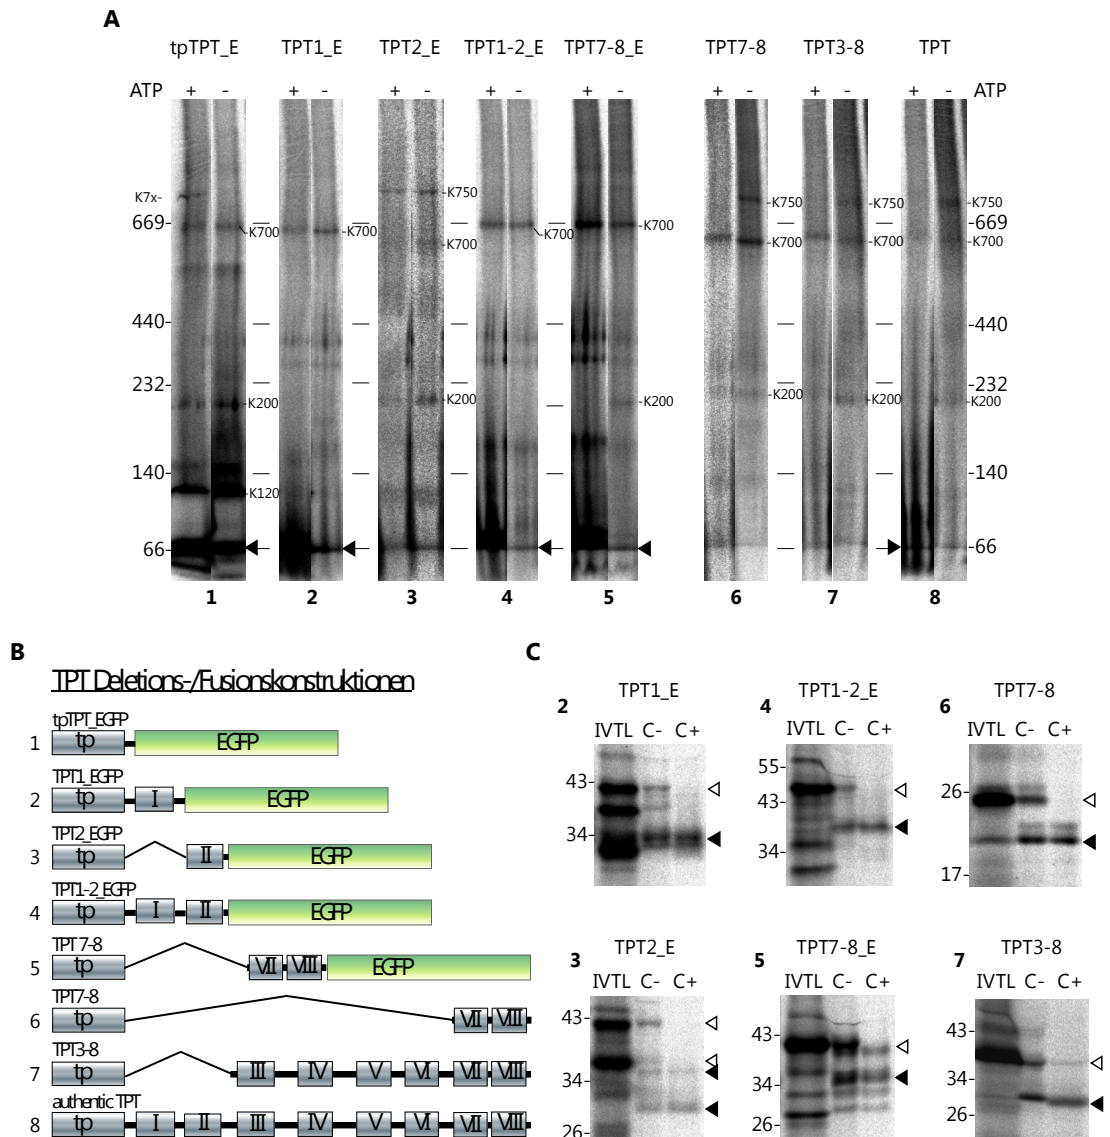 A
tpTPT_E TPT1_E TPT2_E TPT1-2_E TPT7-8_E TPT7-8 TPT3-8 TPT
ATP + - + - + - + - + - + - + - + - ATP
K7x- -K750 -K750 -K750 -K750
669 -K700 -K700 -K700 -K700 -K700 -K700 -K700 -K700 669
440 -440
232 -232
-K200 -K200 -K200 -K200 -K200 -K200
140 -140
-K120
66 -66
1 2 3 4 5 6 7 8
B
TPT Deletions-/Fusionskonstruktionen
tpTPT_EGFP
1 tp EGFP
TPT1_EGFP
2 tp I EGFP
TPT2_EGFP
3 tp II EGFP
TPT1-2_EGFP
4 tp I II EGFP
TPT 7-8
5 tp VII VIII EGFP
TPT7-8
6 tp VII VIII
TPT3-8
7 tp III IV V VI VII VIII
authentic TPT
8 tp I II III IV V VI VII VIII
C
TPT1_E
2
IVTL C- C+
43-
34-
TPT1-2_E
4
IVTL C- C+
55-
43-
34-
TPT7-8
6
IVTL C- C+
26-
17-
TPT2_E
3
IVTL C- C+
43-
34-
26-
TPT7-8_E
5
IVTL C- C+
43-
34-
26-
TPT3-8
7
IVTL C- C+
43-
34-
26-